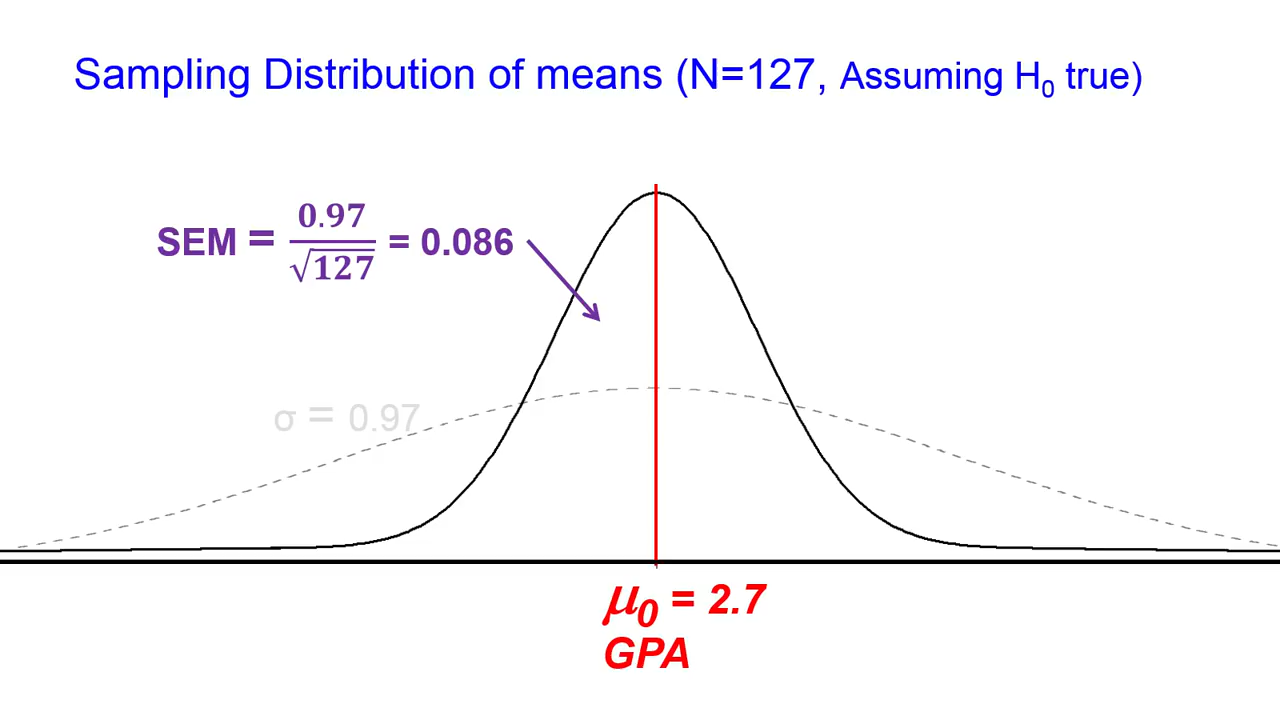 Sampling Distribution of means (N=127, Assuming H₀ true)
SEM = 0.97/√127 = 0.086
σ = 0.97
μ₀ = 2.7
GPA